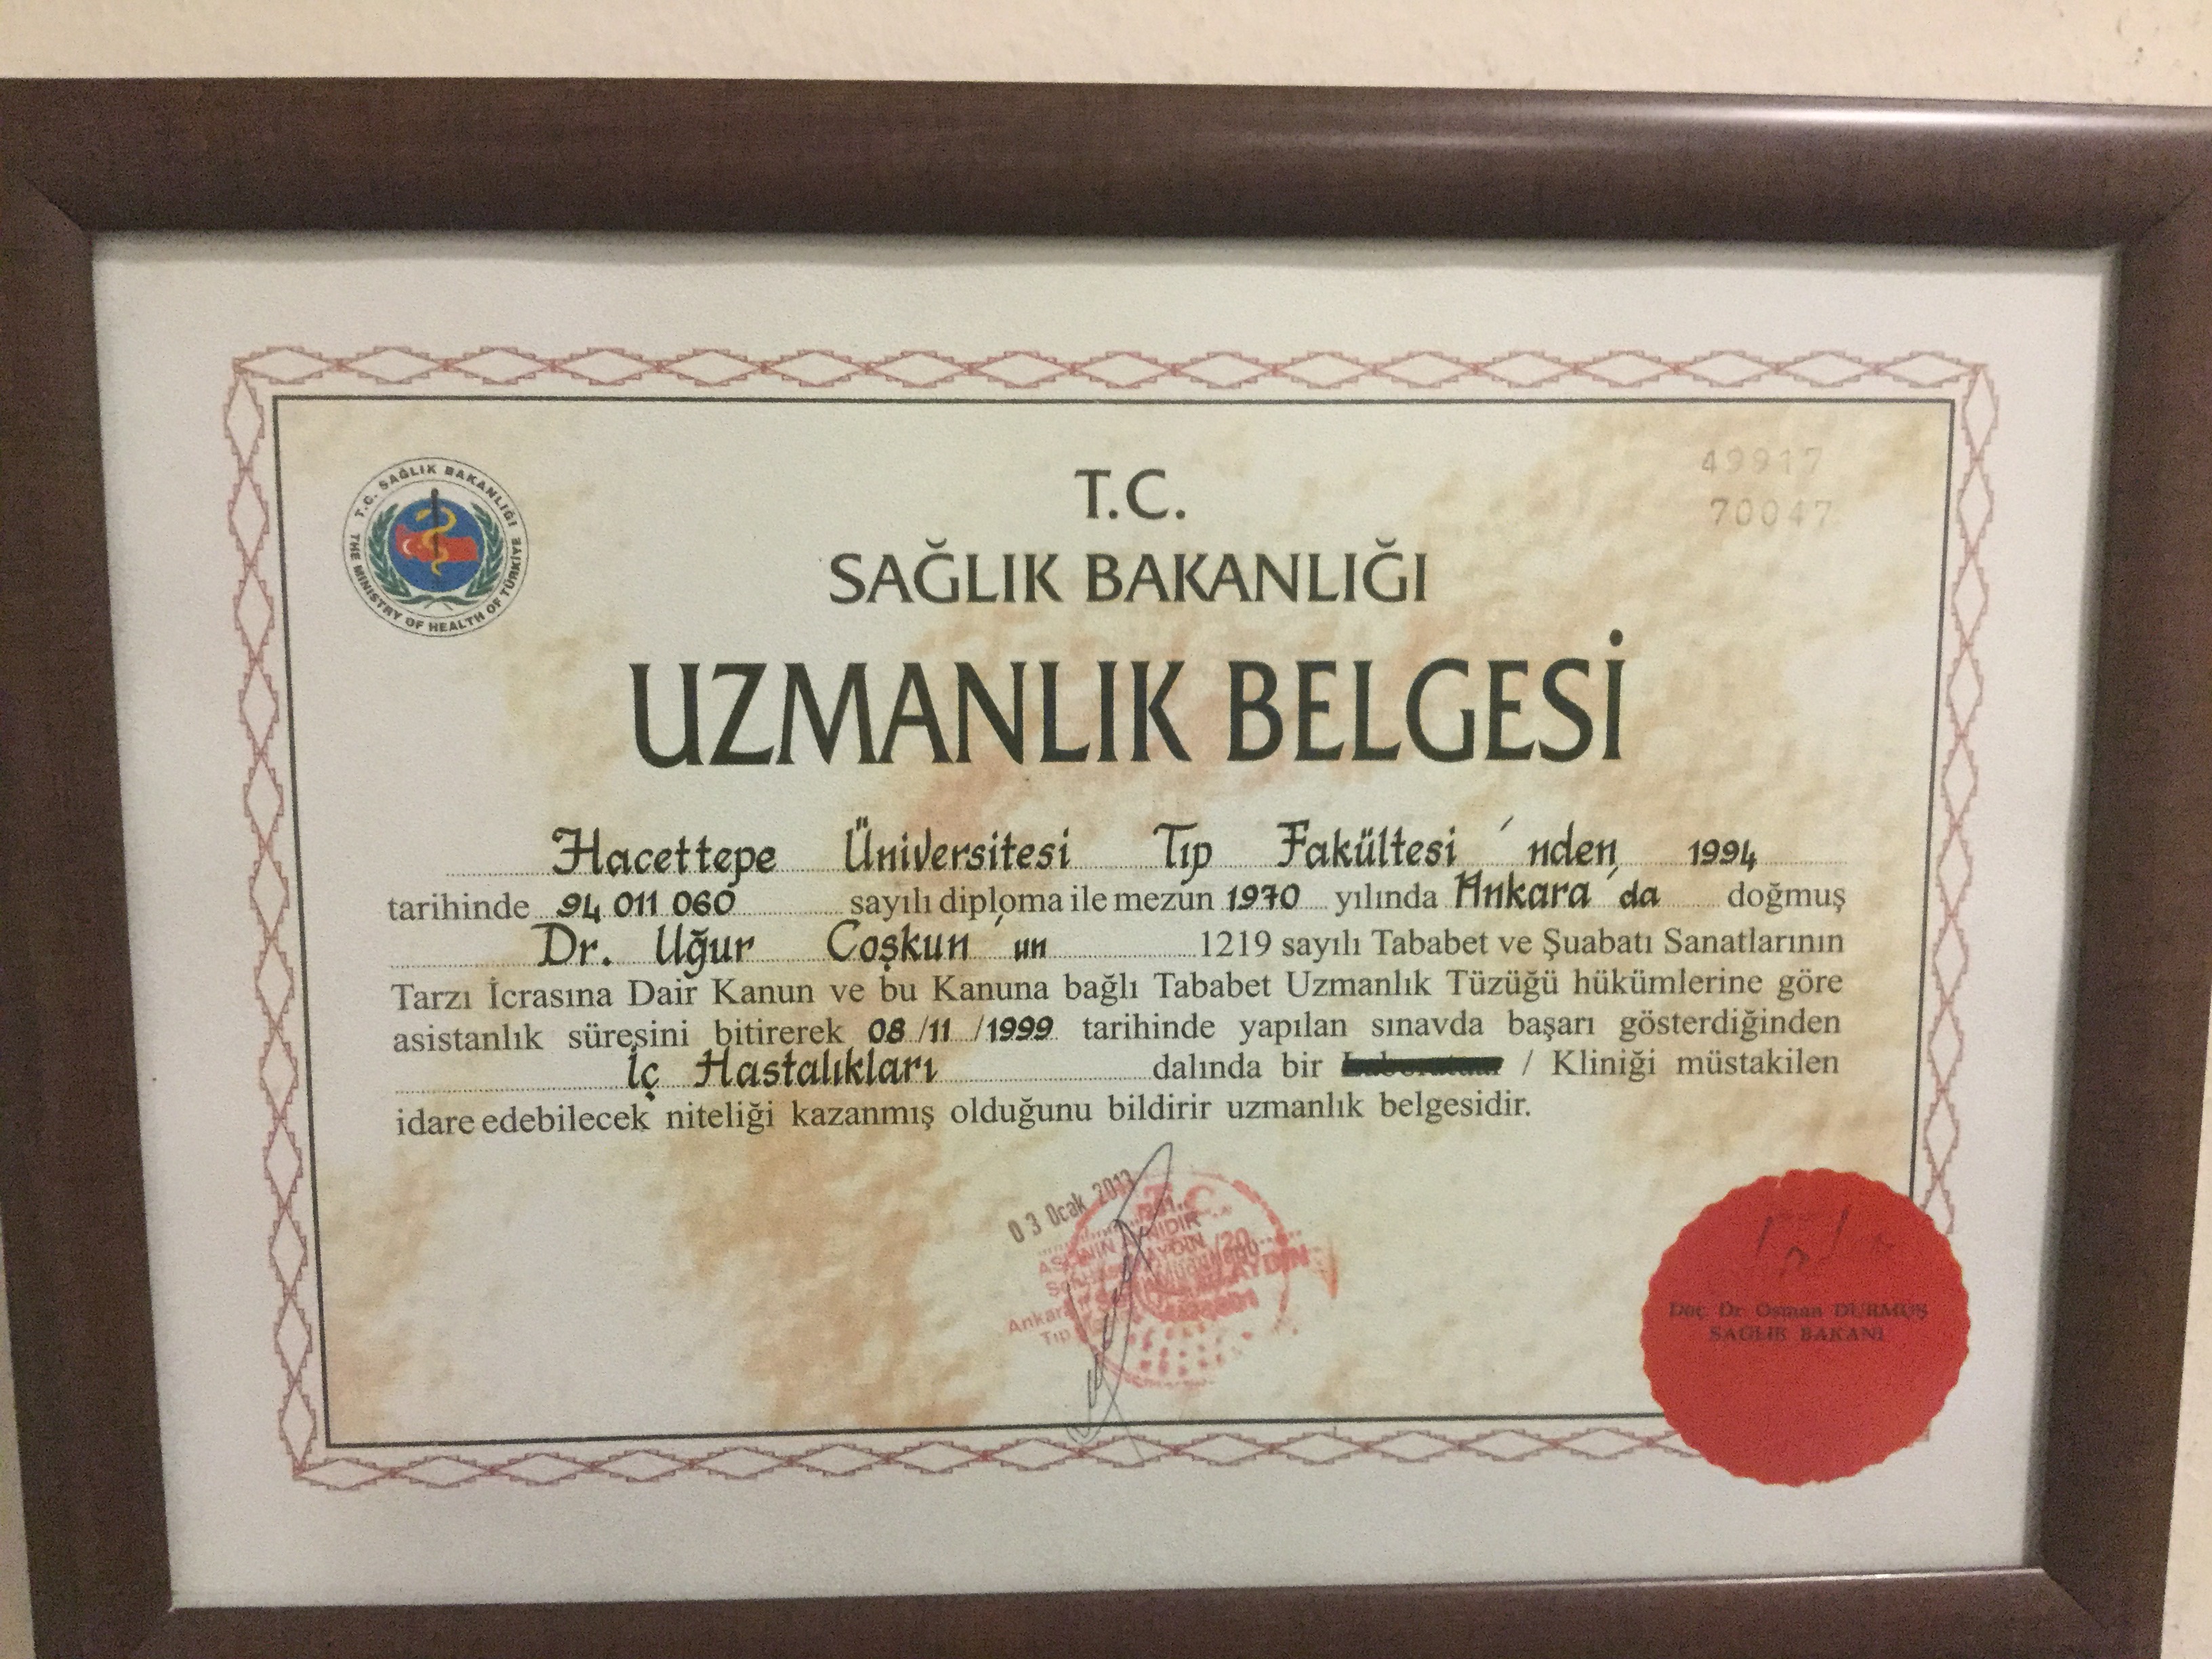 T.C. SAĞLIK BAKANLIĞI
THE MINISTRY OF HEALTH OF TÜRKİYE
49917
70047
T.C.
SAĞLIK BAKANLIĞI
UZMANLIK BELGESİ
Hacettepe Üniversitesi Tıp Fakültesi ´nden 1994
tarihinde 94 011 060 sayılı diploma ile mezun 1970 yılında Ankara´da doğmuş
Dr. Uğur Coşkun´un 1219 sayılı Tababet ve Şuabatı Sanatlarının
Tarzı İcrasına Dair Kanun ve bu Kanuna bağlı Tababet Uzmanlık Tüzüğü hükümlerine göre
asistanlık süresini bitirerek 08/11/1999 tarihinde yapılan sınavda başarı gösterdiğinden
İç Hastalıkları dalında bir / Kliniği müstakilen
idare edebilecek niteliği kazanmış olduğunu bildirir uzmanlık belgesidir.
03 Ocak 2013
T.C.
AYDIN
Ankara
Tıp
Doç. Dr. Osman DURMUŞ
SAĞLIK BAKANI